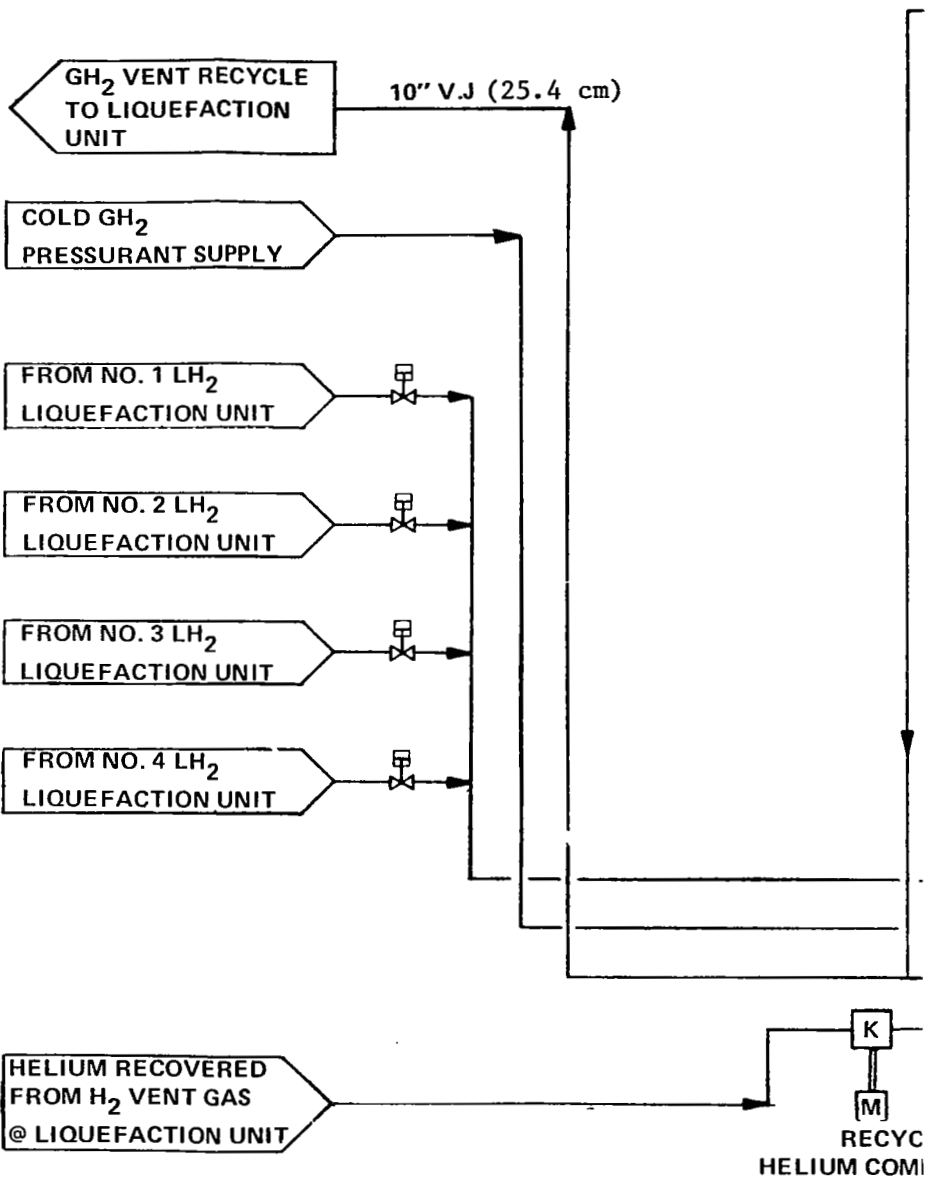 GH2 VENT RECYCLE
TO LIQUEFACTION
UNIT
10" V.J (25.4 cm)
COLD GH2
PRESSURANT SUPPLY
FROM NO. 1 LH2
LIQUEFACTION UNIT
FROM NO. 2 LH2
LIQUEFACTION UNIT
FROM NO. 3 LH2
LIQUEFACTION UNIT
FROM NO. 4 LH2
LIQUEFACTION UNIT
HELIUM RECOVERED
FROM H2 VENT GAS
@ LIQUEFACTION UNIT
K
M
RECYC
HELIUM COM